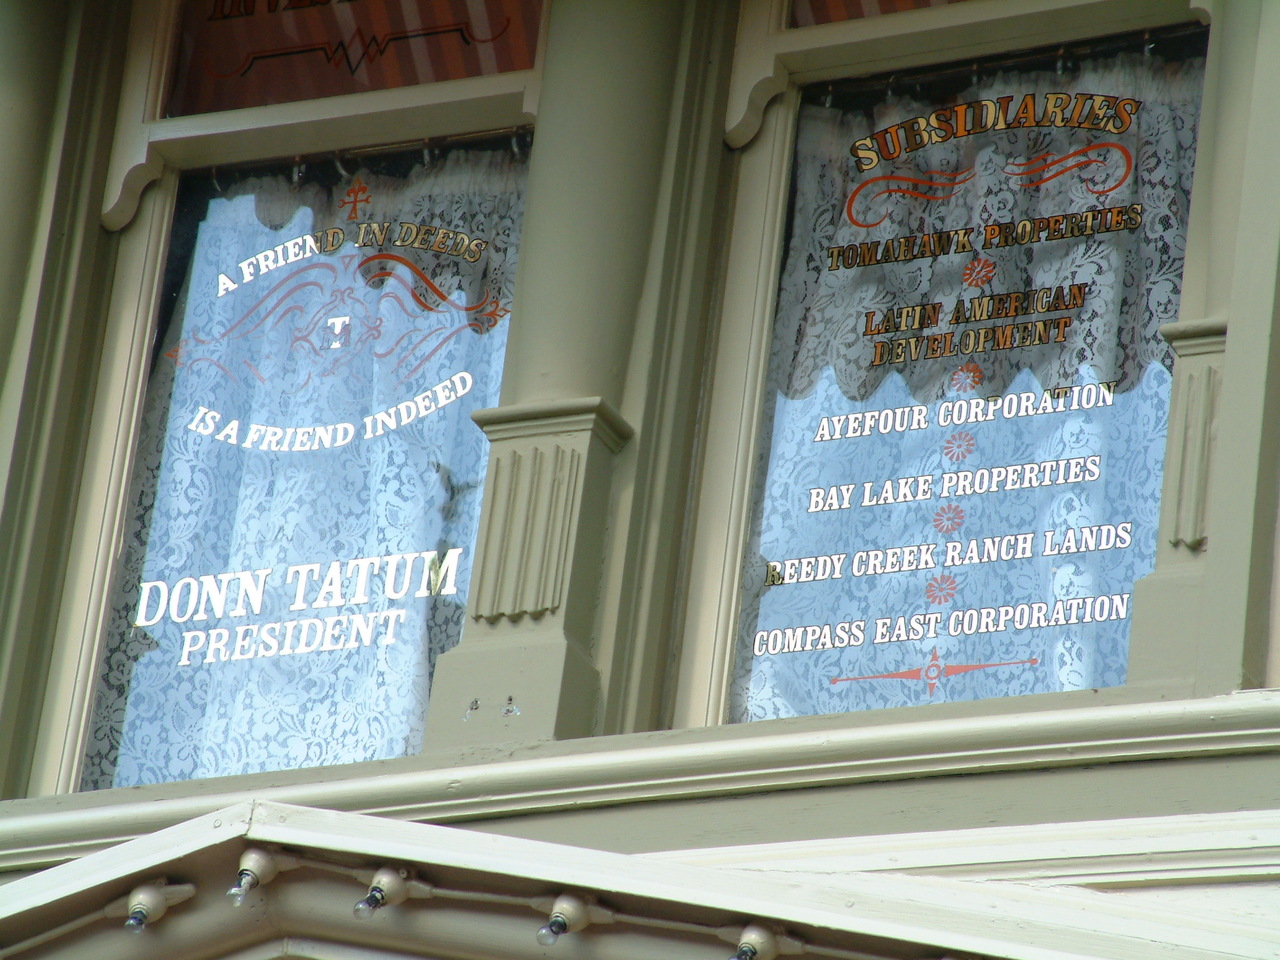 A FRIEND IN DEEDS
T
IS A FRIEND INDEED
DONN TATUM
PRESIDENT
SUBSIDIARIES
TOMAHAWK PROPERTIES
LATIN AMERICAN
DEVELOPMENT
AYEFOUR CORPORATION
BAY LAKE PROPERTIES
REEDY CREEK RANCH LANDS
COMPASS EAST CORPORATION